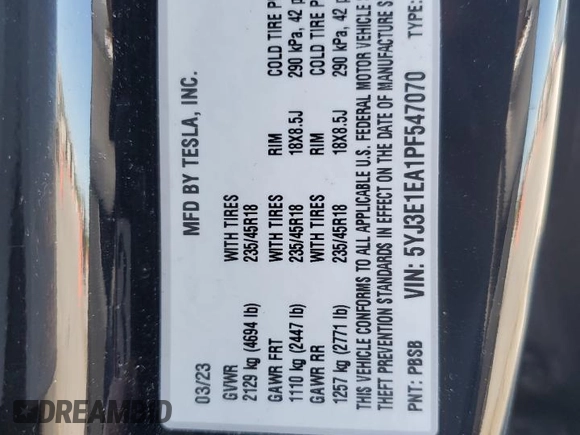 MFD BY TESLA, INC.
03/23
GVWR WITH TIRES RIM COLD TIRE P
2129 kg (4694 lb) 235/45R18 18X8.5J 290 kPa, 42 p
GAWR FRT WITH TIRES RIM COLD TIRE P
1110 kg (2447 lb) 235/45R18 18X8.5J 290 kPa, 42 p
GAWR RR WITH TIRES
1257 kg (2771 lb) 235/45R18
THIS VEHICLE CONFORMS TO ALL APPLICABLE U.S. FEDERAL MOTOR VEHICLE
THEFT PREVENTION STANDARDS IN EFFECT ON THE DATE OF MANUFACTURE S
VIN: 5YJ3E1EA1PF547070
PNT: PBSB
DREAMBID